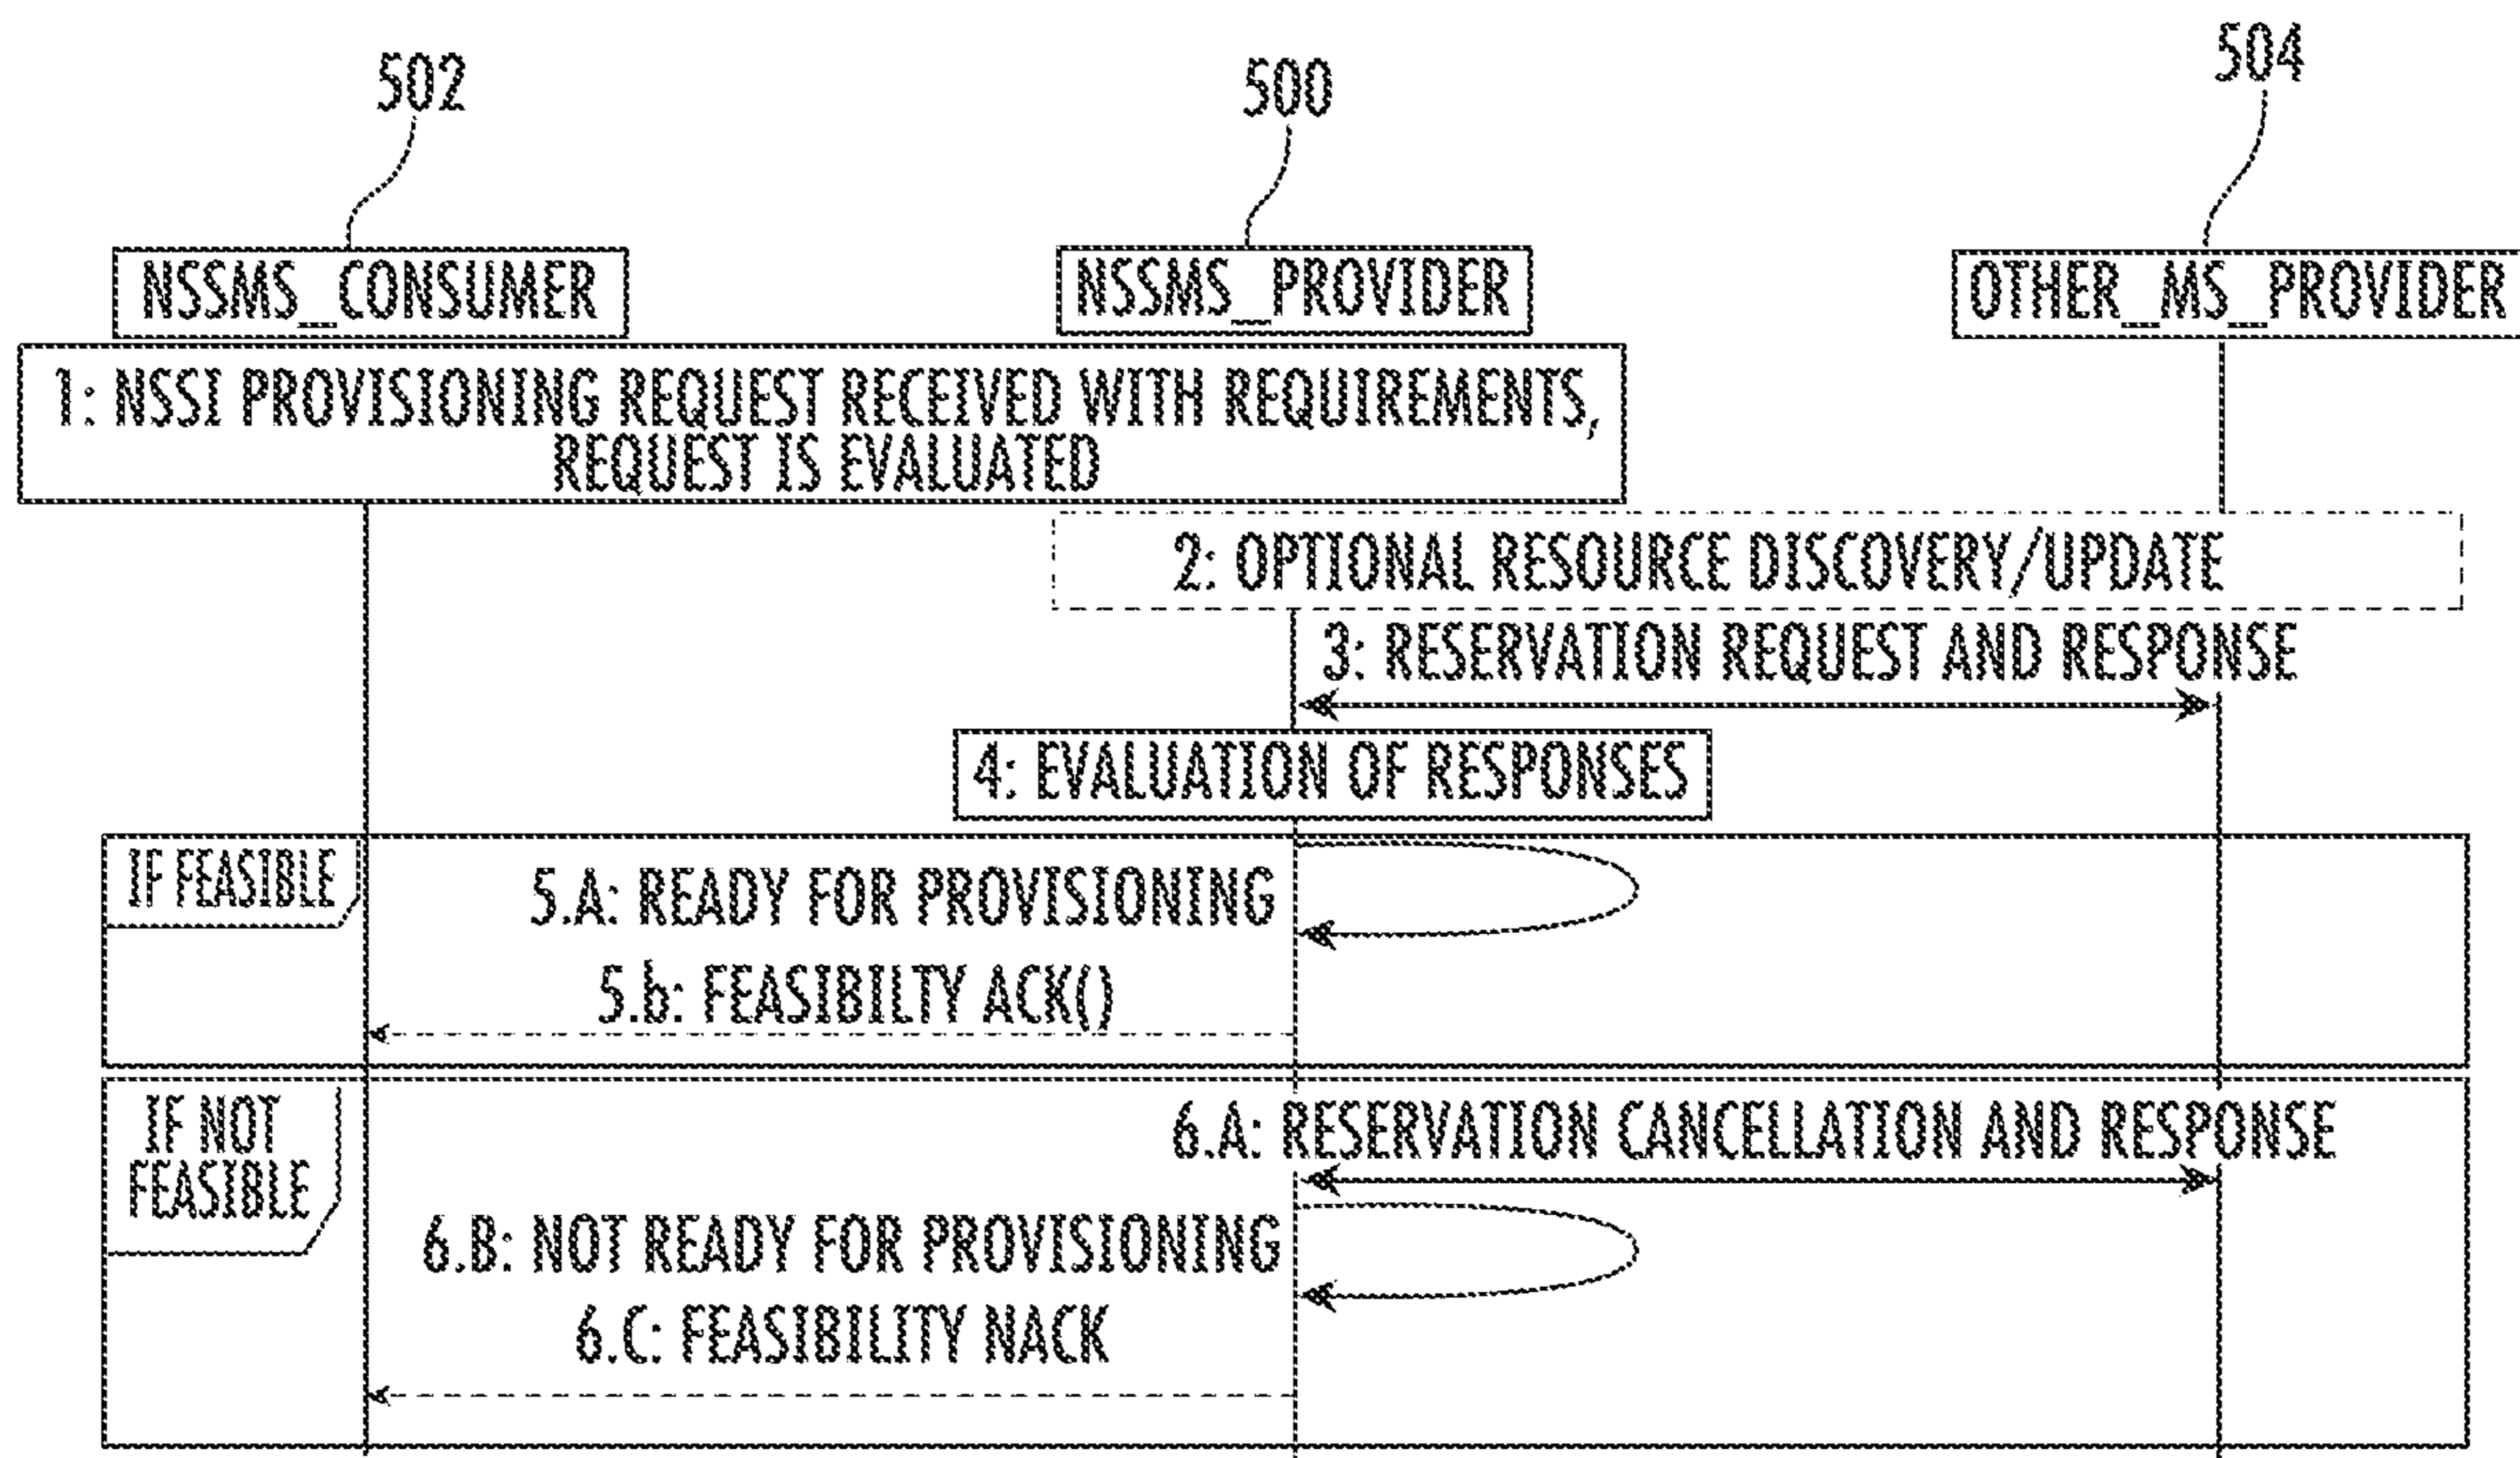 502
500
504
NSSMS_CONSUMER
NSSMS_PROVIDER
OTHER_MS_PROVIDER
1: NSSI PROVISIONING REQUEST RECEIVED WITH REQUIREMENTS,
REQUEST IS EVALUATED
2: OPTIONAL RESOURCE DISCOVERY/UPDATE
3: RESERVATION REQUEST AND RESPONSE
4: EVALUATION OF RESPONSES
IF FEASIBLE
5.A: READY FOR PROVISIONING
5.b: FEASIBILTY ACK()
IF NOT
FEASIBLE
6.A: RESERVATION CANCELLATION AND RESPONSE
6.B: NOT READY FOR PROVISIONING
6.C: FEASIBILITY NACK